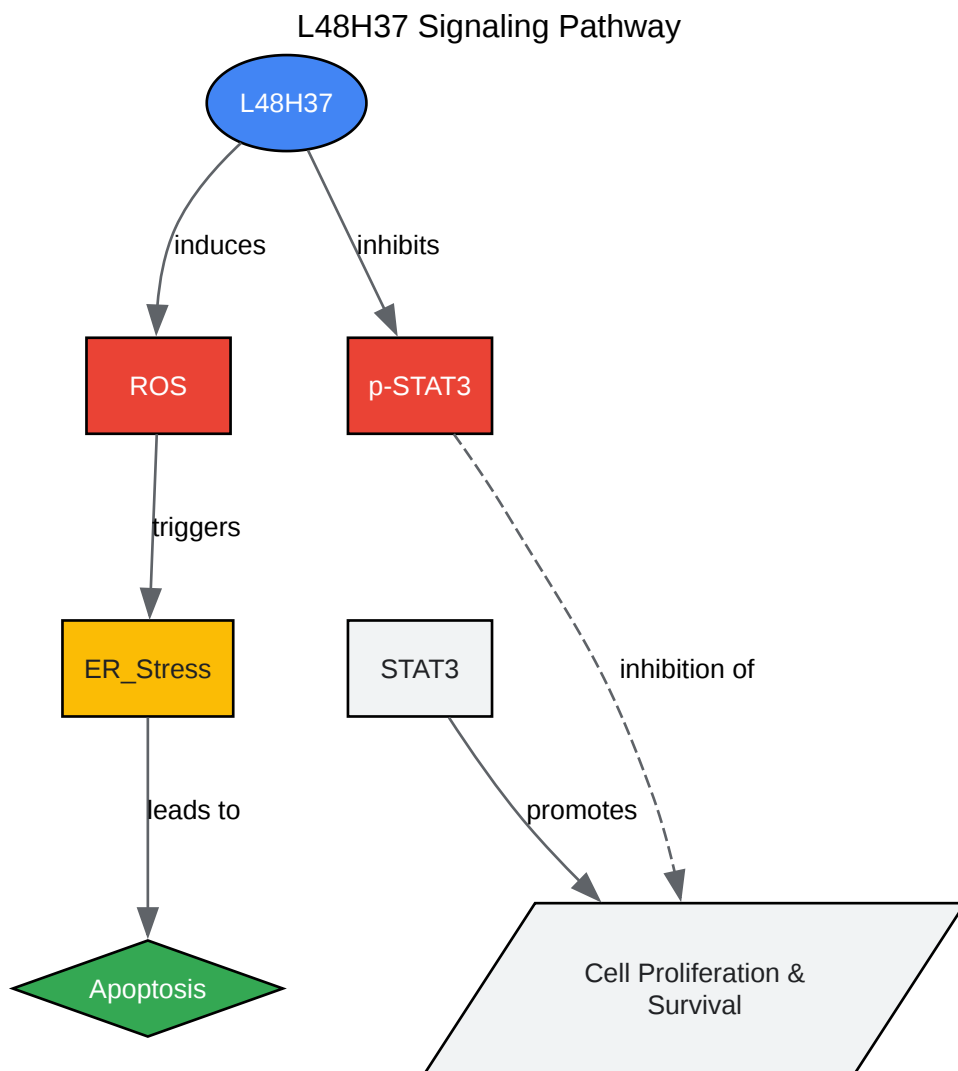 L48H37 Signaling Pathway
L48H37
induces
inhibits
ROS
p-STAT3
triggers
ER_Stress
STAT3
inhibition of
leads to
promotes
Apoptosis
Cell Proliferation &
Survival